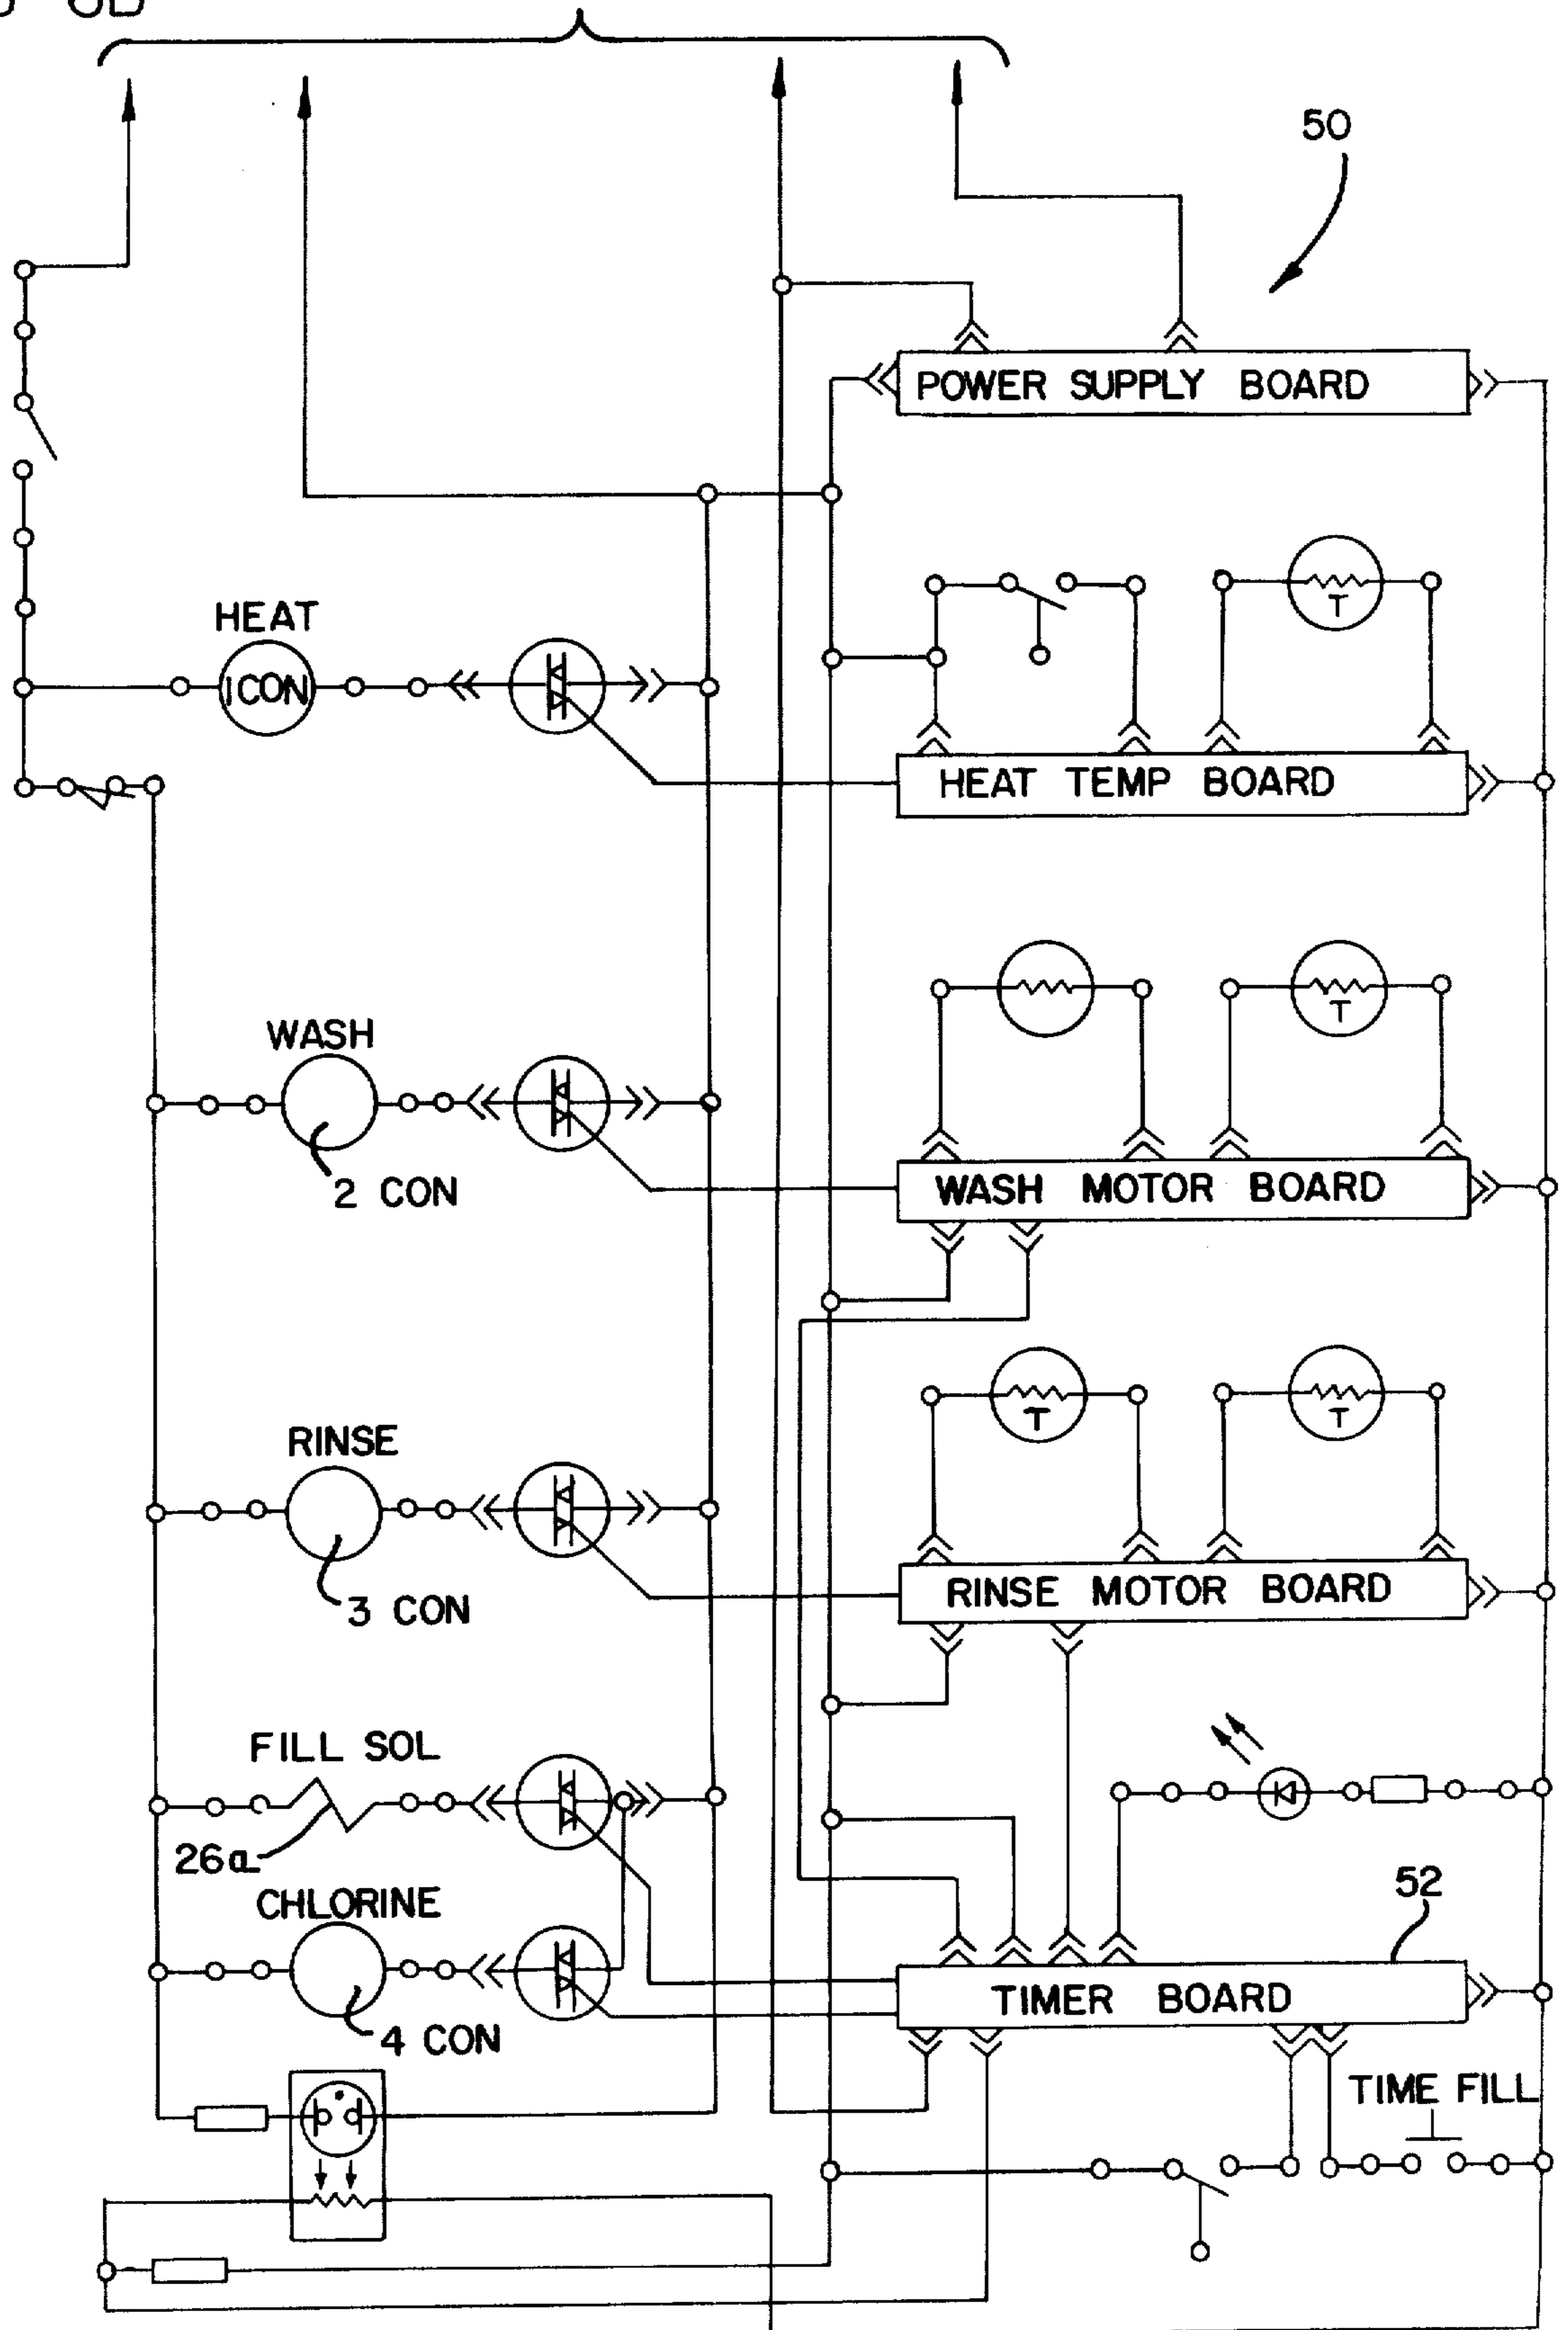 50
POWER SUPPLY BOARD
HEAT
1CON
T
HEAT TEMP BOARD
WASH
T
2 CON
WASH MOTOR BOARD
RINSE
T
T
3 CON
RINSE MOTOR BOARD
FILL SOL
26a
CHLORINE
52
4 CON
TIMER BOARD
TIME FILL